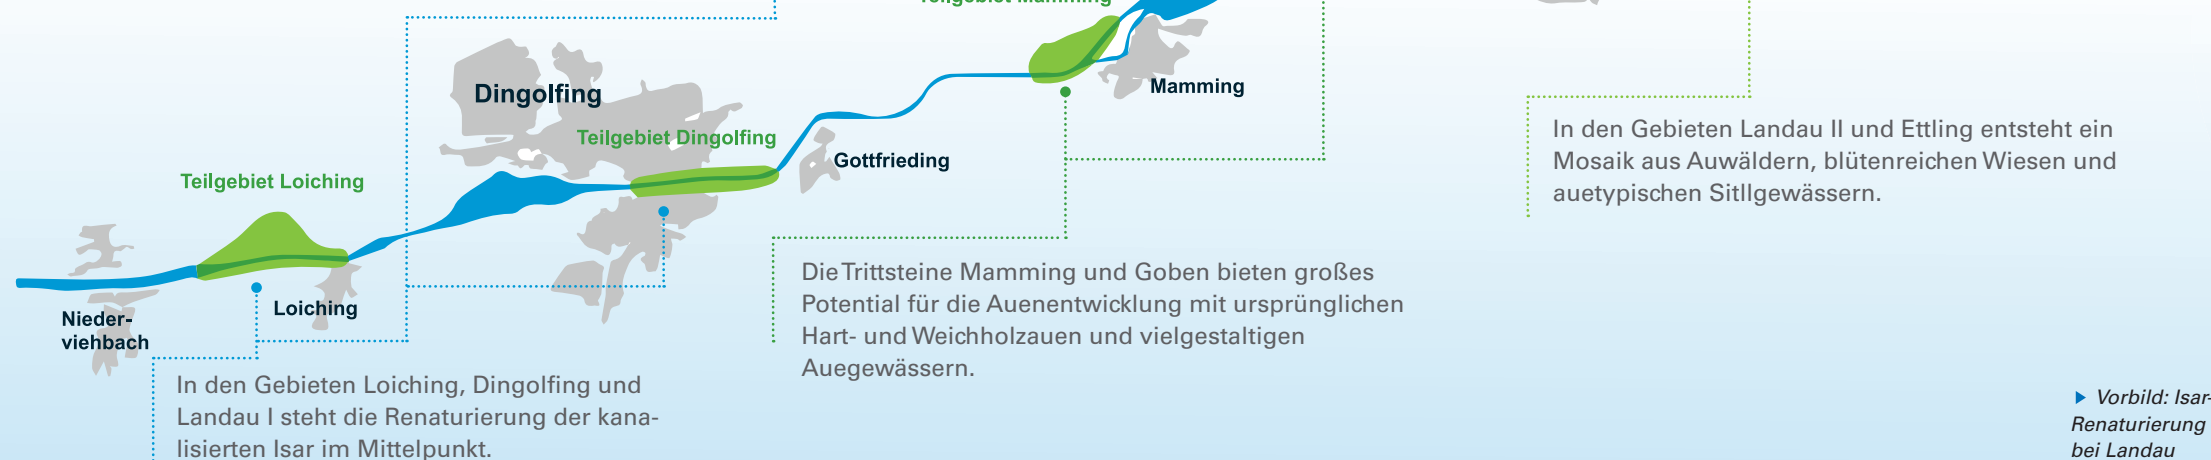 Teilgebiet Mamming
Dingolfing
Mamming
Teilgebiet Dingolfing
Gottfrieding
Teilgebiet Loiching
Loiching
Nieder-
viehbach
In den Gebieten Landau II und Ettling entsteht ein
Mosaik aus Auwäldern, blütenreichen Wiesen und
auetypischen Sitllgewässern.
Die Trittsteine Mamming und Goben bieten großes
Potential für die Auenentwicklung mit ursprünglichen
Hart- und Weichholzauen und vielgestaltigen
Auegewässern.
In den Gebieten Loiching, Dingolfing und
Landau I steht die Renaturierung der kana-
lisierten Isar im Mittelpunkt.
▶ Vorbild: Isar-
Renaturierung
bei Landau